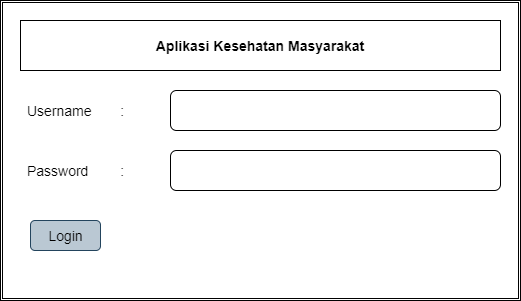 Aplikasi Kesehatan Masyarakat
Username :
Password :
Login